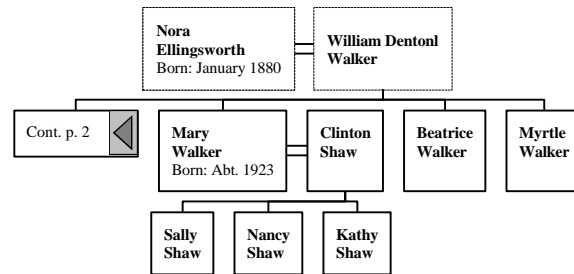 Nora
Ellingsworth
Born: January 1880
William Dentonl
Walker
Cont. p. 2
Mary
Walker
Born: Abt. 1923
Clinton
Shaw
Beatrice
Walker
Myrtle
Walker
Sally
Shaw
Nancy
Shaw
Kathy
Shaw